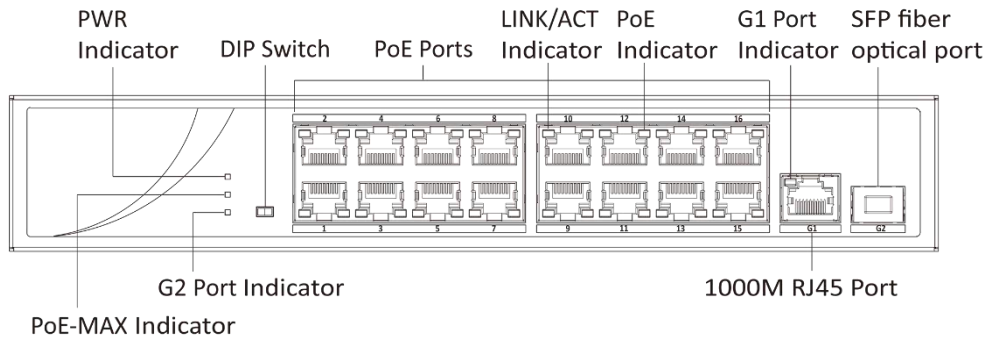 PWR
Indicator
DIP Switch
PoE Ports
LINK/ACT
Indicator
PoE
Indicator
G1 Port
Indicator
SFP fiber
optical port
2 4 6 8 10 12 14 16
1 3 5 7 9 11 13 15 G1 G2
G2 Port Indicator
1000M RJ45 Port
PoE-MAX Indicator